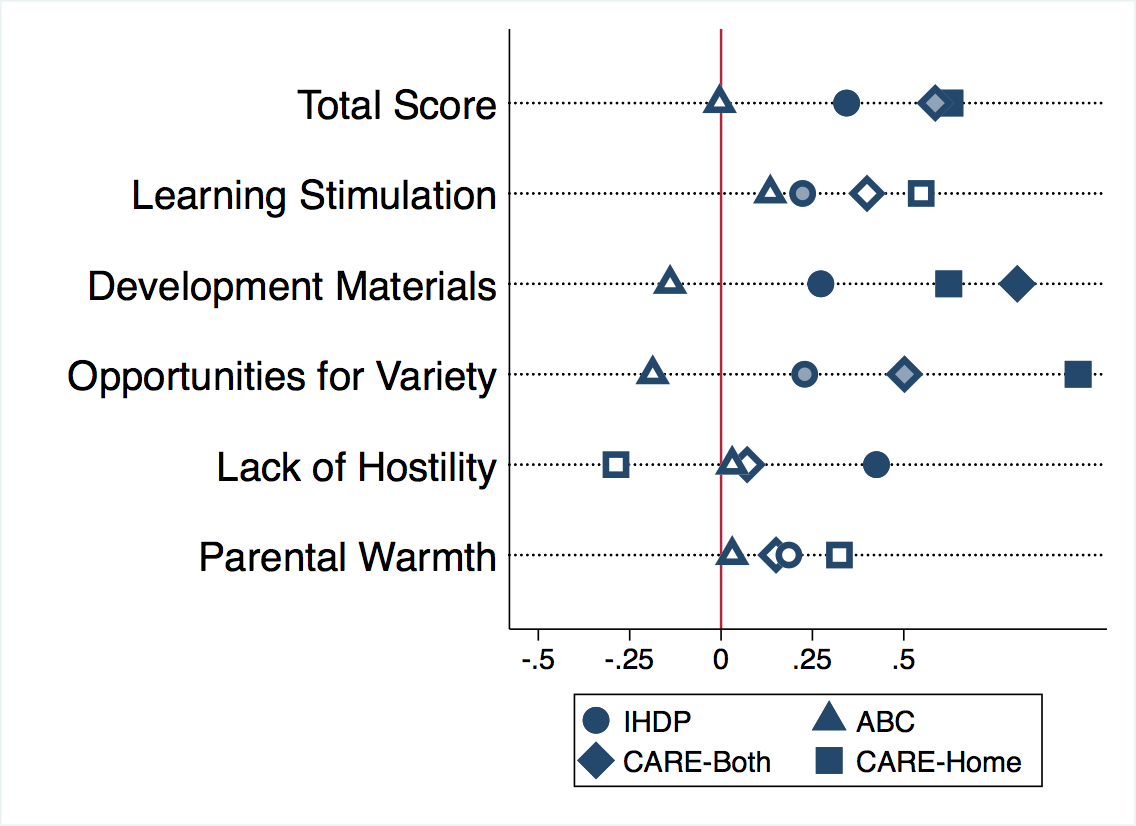 Total Score
Learning Stimulation
Development Materials
Opportunities for Variety
Lack of Hostility
Parental Warmth
-.5 -.25 0 .25 .5
IHDP ABC
CARE-Both CARE-Home